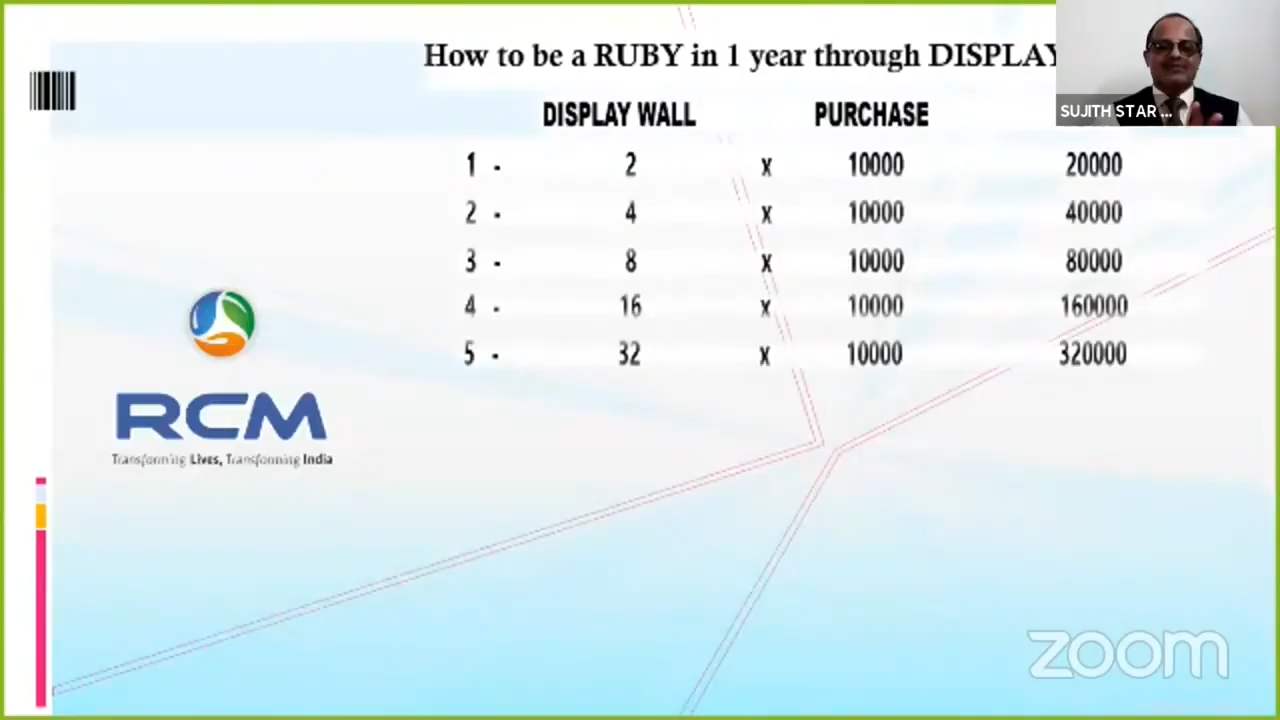 How to be a RUBY in 1 year through DISPLAY
SUJITH STAR ...
DISPLAY WALL PURCHASE
1 - 2 x 10000 20000
2 - 4 x 10000 40000
3 - 8 x 10000 80000
4 - 16 x 10000 160000
5 - 32 x 10000 320000
RCM
Transforming Lives, Transforming India
zoom